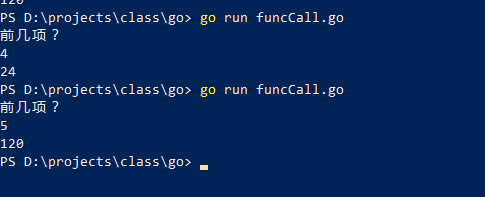 120
PS D:\projects\class\go> go run funcCall.go
前几项？
4
24
PS D:\projects\class\go> go run funcCall.go
前几项？
5
120
PS D:\projects\class\go>